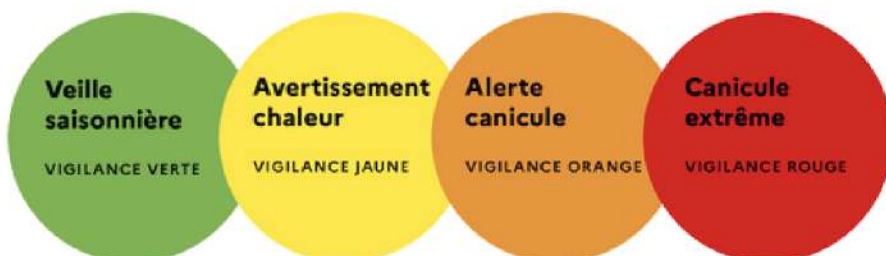 Veille
saisonnière
VIGILANCE VERTE
Avertissement
chaleur
VIGILANCE JAUNE
Alerte
canicule
VIGILANCE ORANGE
Canicule
extrême
VIGILANCE ROUGE